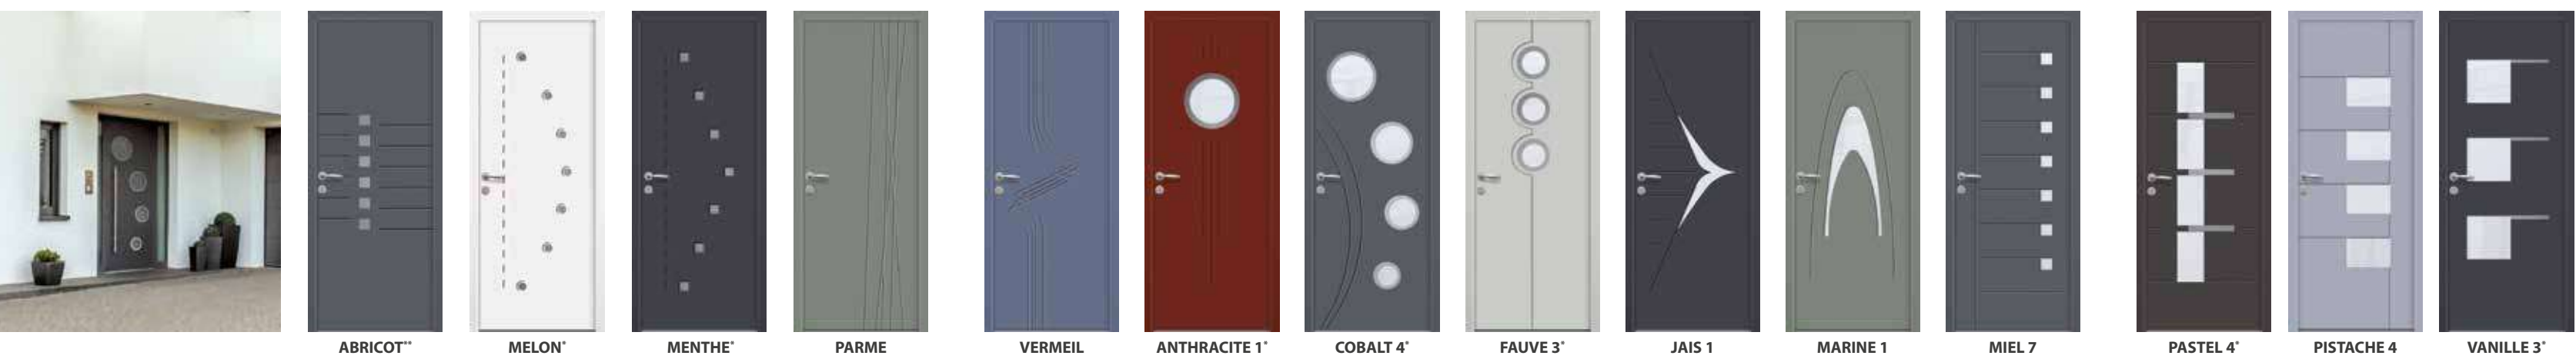 ABRICOT** MELON* MENTHE* PARME VERMEIL ANTHRACITE 1* COBALT 4* FAUVE 3* JAIS 1 MARINE 1 MIEL 7 PASTEL 4* PISTACHE 4 VANILLE 3*